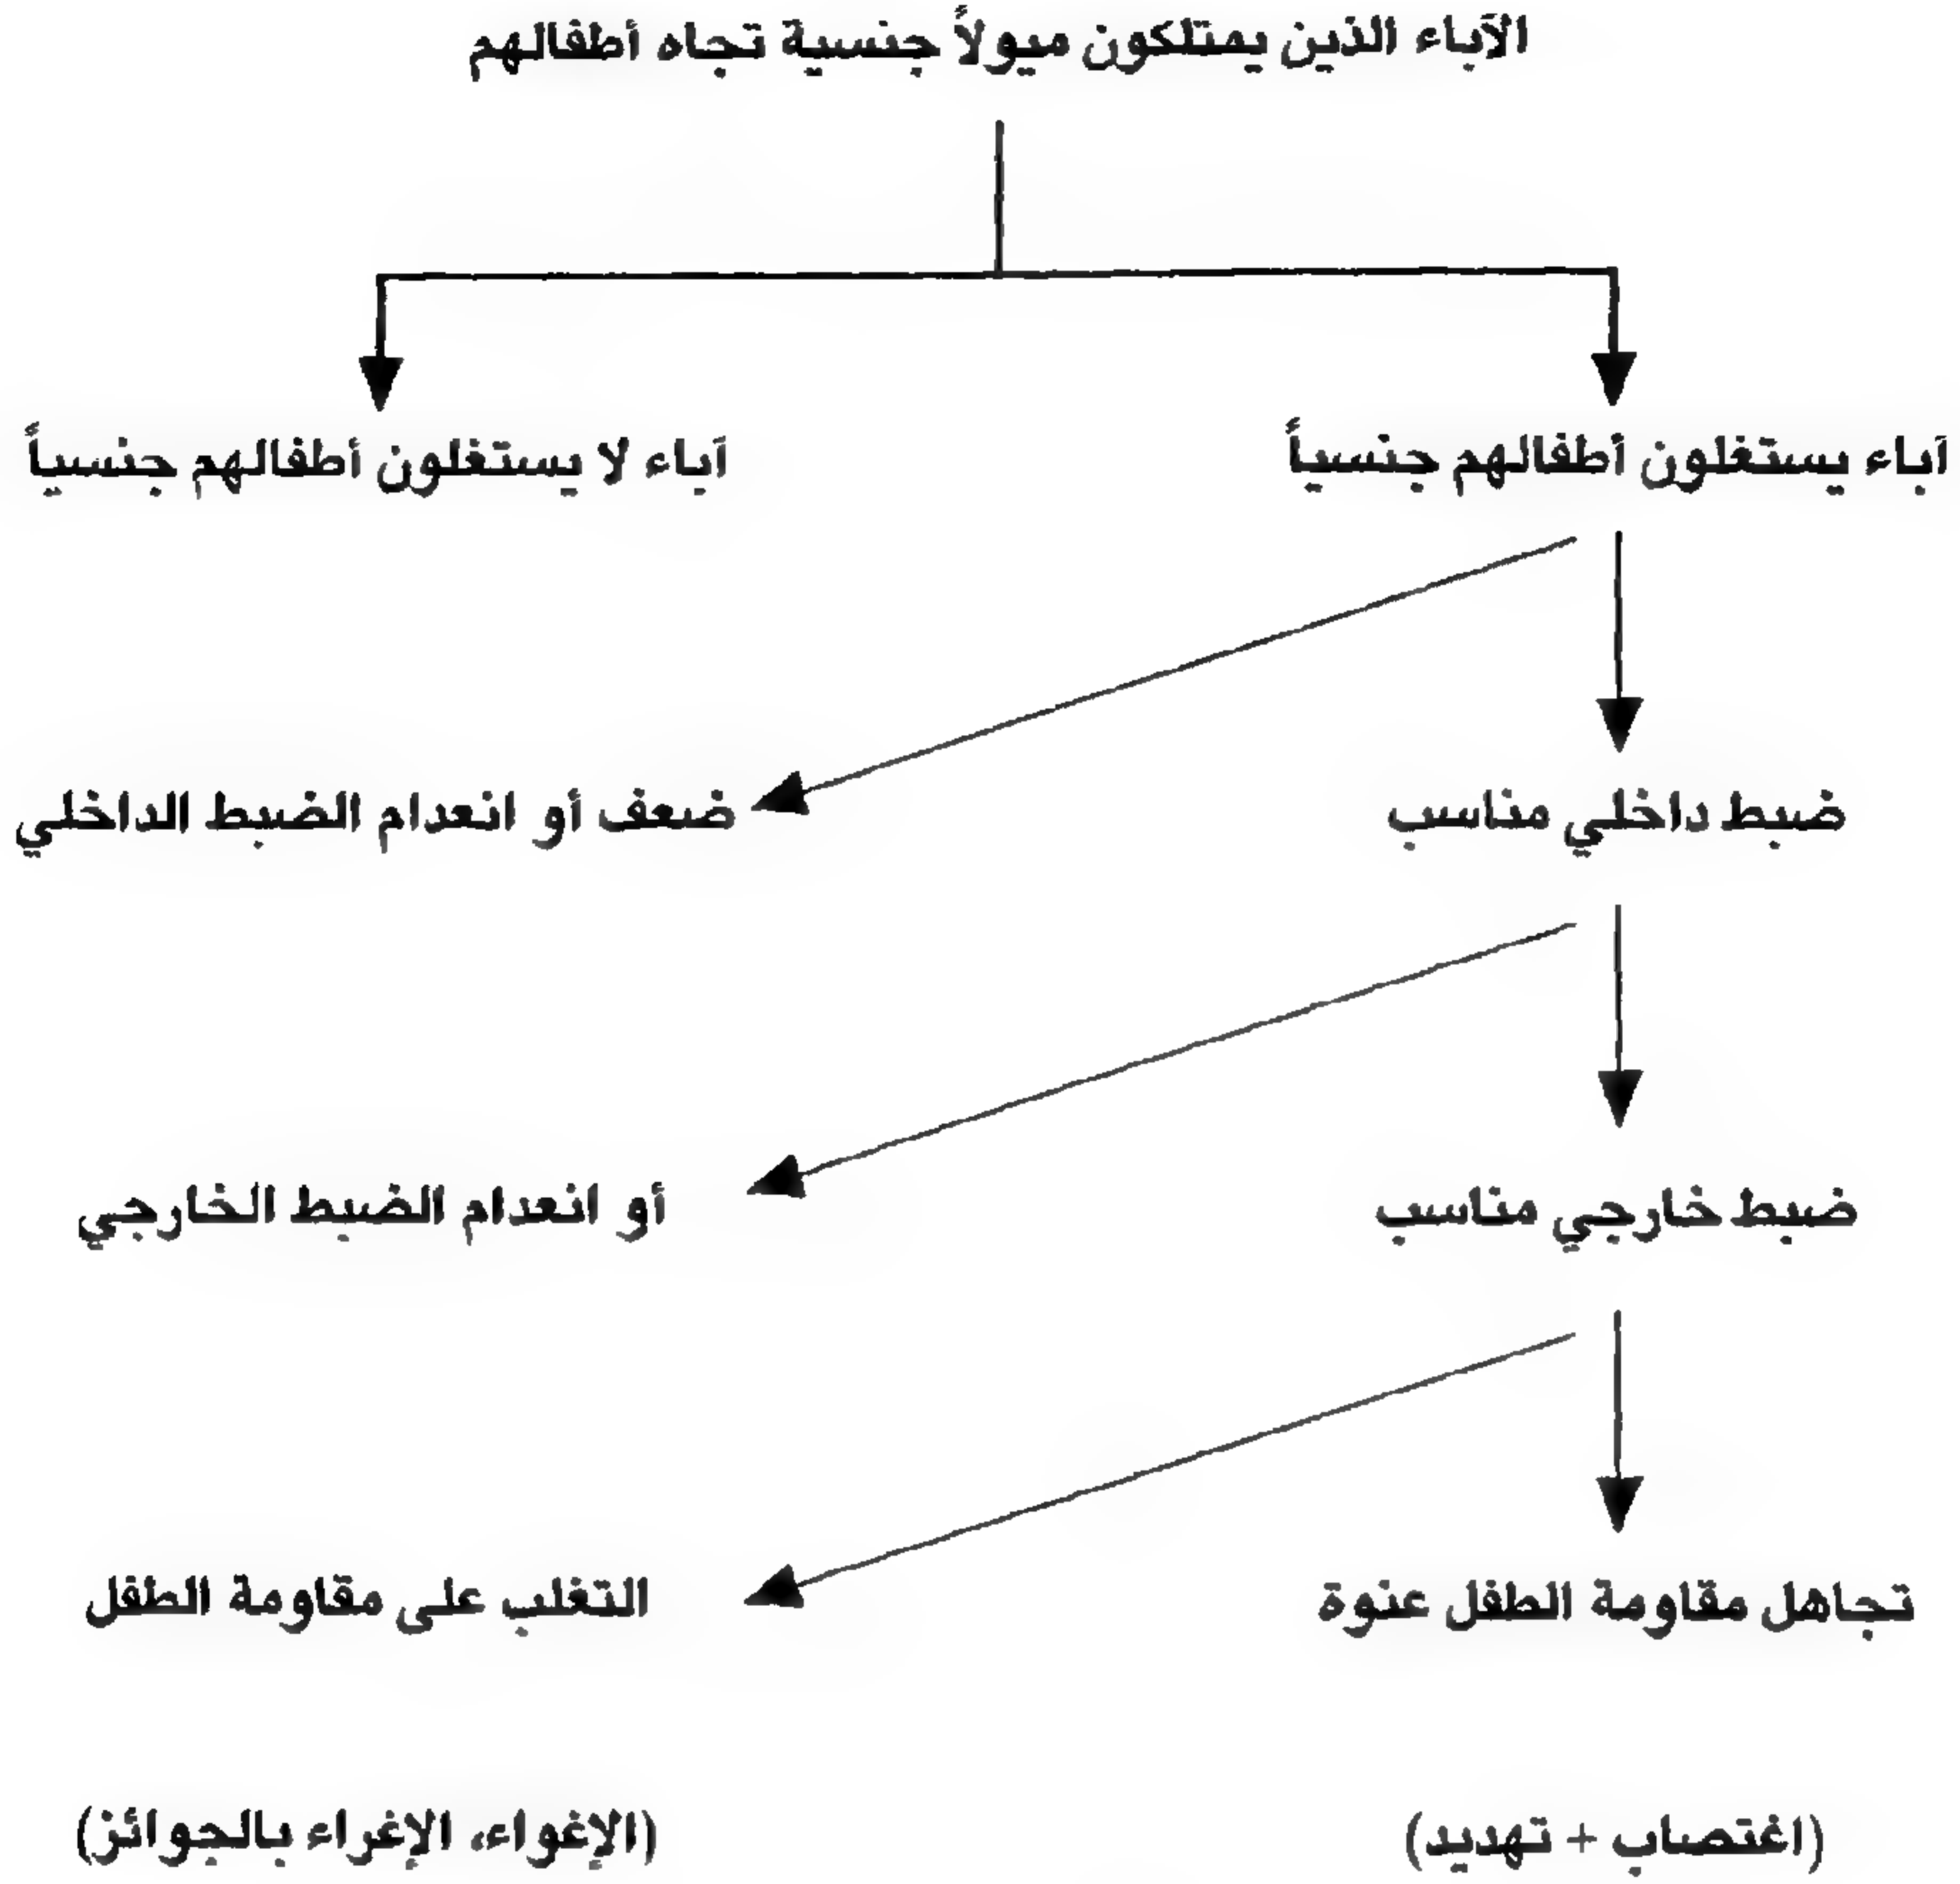 الآباء الذين يمتلكون ميولاً جنسية تجاه أطفالهم
آباء يستغلون أطفالهم جنسياً
آباء لا يستغلون أطفالهم جنسياً
ضبط داخلي مناسب
ضعف أو انعدام الضبط الداخلي
ضبط خارجي مناسب
أو انعدام الضبط الخارجي
تجاهل مقاومة الطفل عنوة
التغلب على مقاومة الطفل
(اغتصاب + تهديد)
(الإغواء، الإغراء بالجوائز)